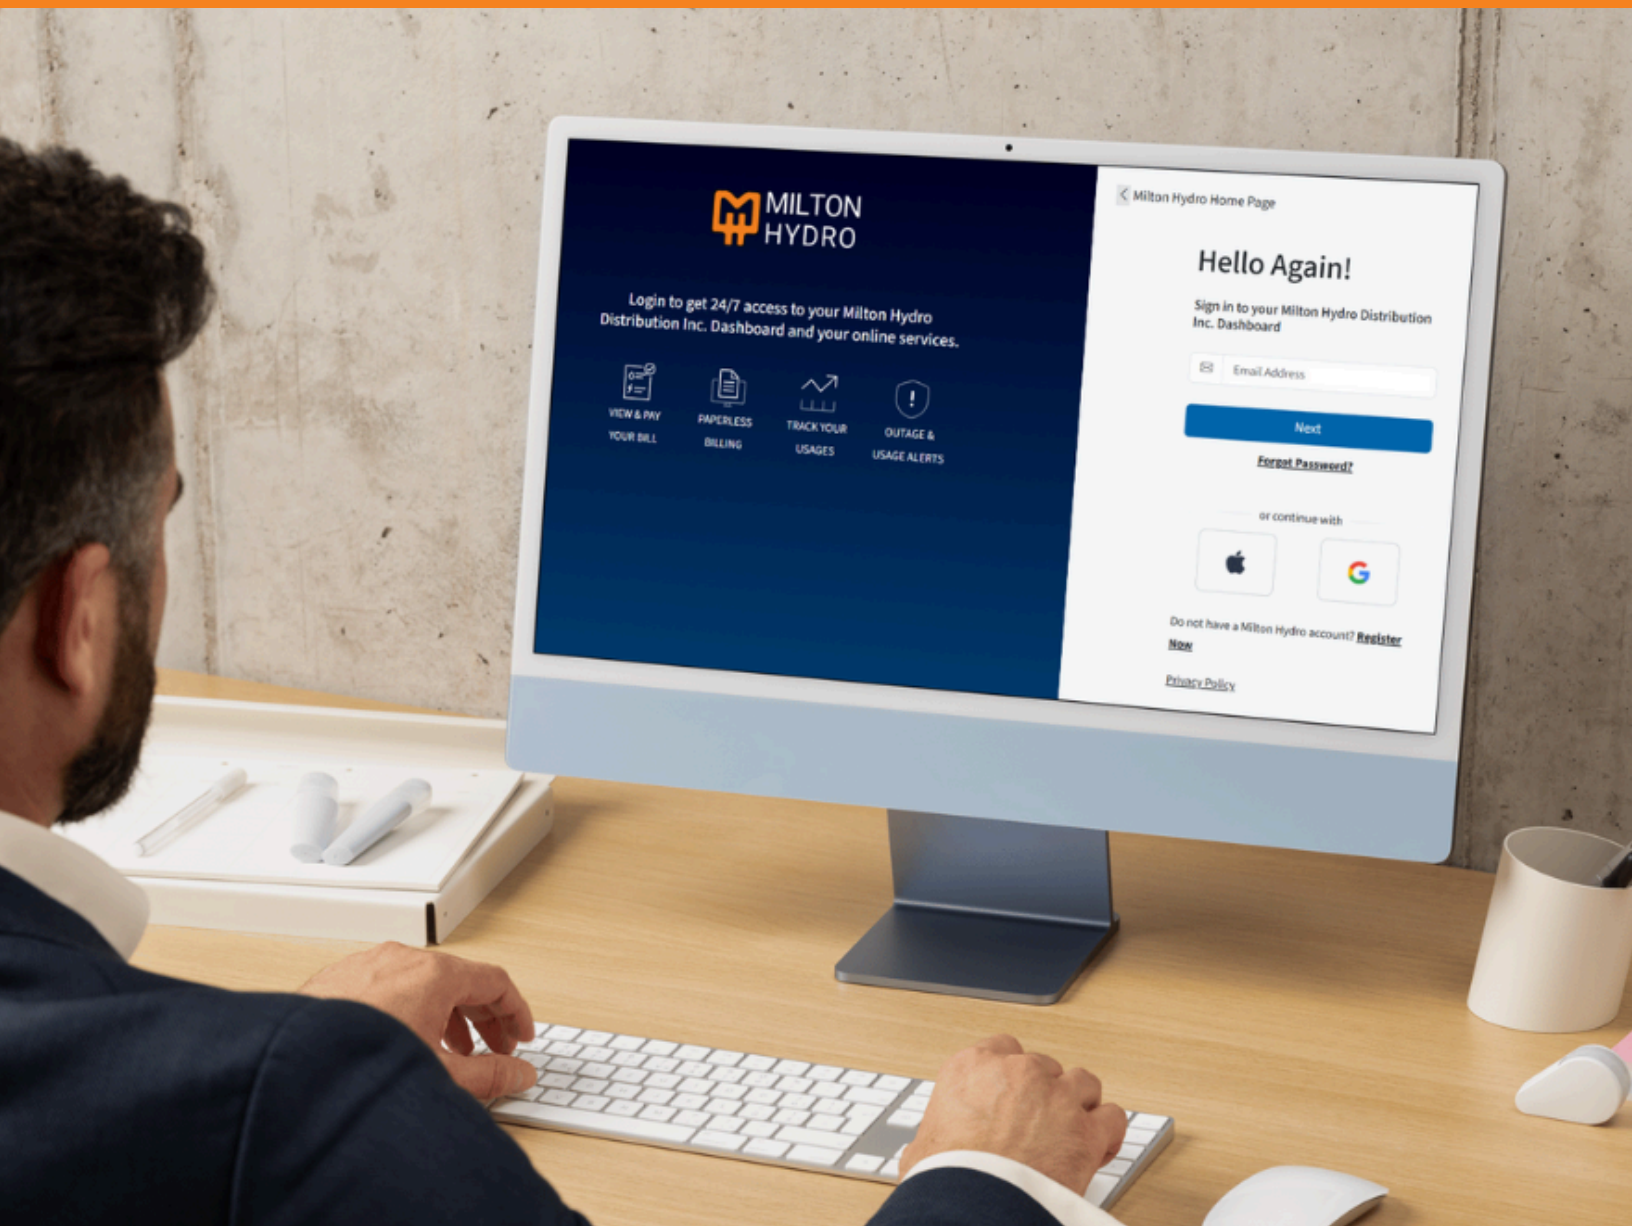 MILTON
HYDRO
Login to get 24/7 access to your Milton Hydro
Distribution Inc. Dashboard and your online services.
VIEW & PAY
YOUR BILL
PAPERLESS
BILLING
TRACK YOUR
USAGES
OUTAGE &
USAGE ALERTS
Milton Hydro Home Page
Hello Again!
Sign in to your Milton Hydro Distribution
Inc. Dashboard
Email Address
Next
Forgot Password?
or continue with
Do not have a Milton Hydro account? Register
Now
Privacy Policy